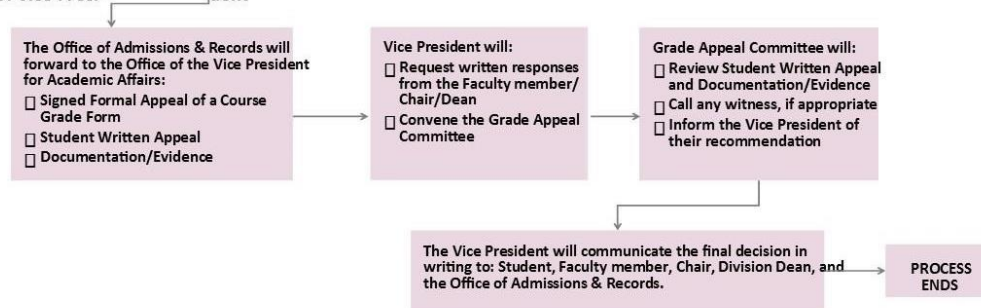 The Office of Admissions & Records will
forward to the Office of the Vice President
for Academic Affairs:
Signed Formal Appeal of a Course
Grade Form
Student Written Appeal
Documentation/Evidence
Vice President will:
Request written responses
from the Faculty member/
Chair/Dean
Convene the Grade Appeal
Committee
Grade Appeal Committee will:
Review Student Written Appeal
and Documentation/Evidence
Call any witness, if appropriate
Inform the Vice President of
their recommendation
The Vice President will communicate the final decision in
writing to: Student, Faculty member, Chair, Division Dean, and
the Office of Admissions & Records.
PROCESS
ENDS